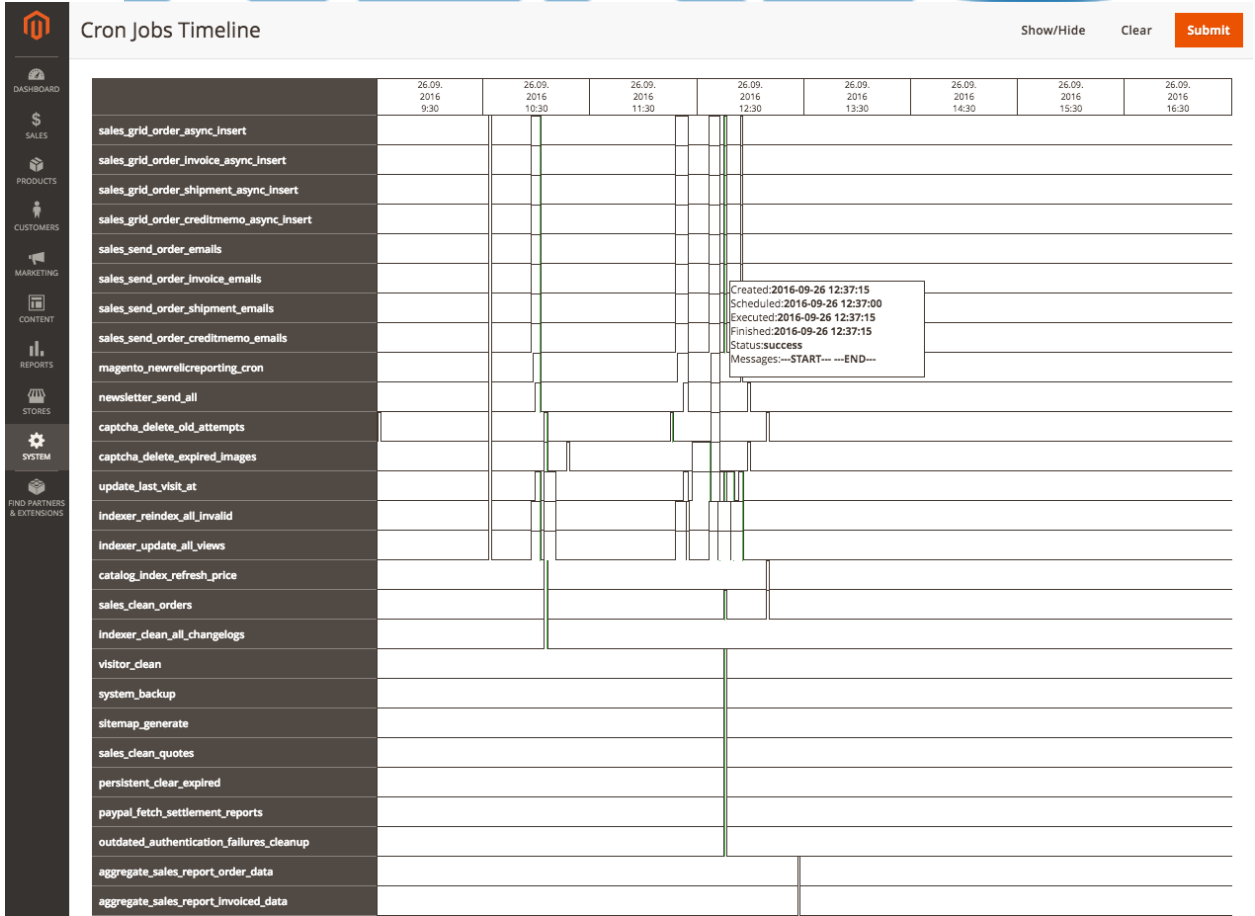 Cron Jobs Timeline
Show/Hide Clear Submit
DASHBOARD
SALES
PRODUCTS
CUSTOMERS
MARKETING
CONTENT
REPORTS
STORES
SYSTEM
FIND PARTNERS
& EXTENSIONS
26.09. 26.09. 26.09. 26.09. 26.09. 26.09. 26.09. 26.09.
2016 2016 2016 2016 2016 2016 2016 2016
9:30 10:30 11:30 12:30 13:30 14:30 15:30 16:30
sales_grid_order_async_insert
sales_grid_order_invoice_async_insert
sales_grid_order_shipment_async_insert
sales_grid_order_creditmemo_async_insert
sales_send_order_emails
sales_send_order_invoice_emails
sales_send_order_shipment_emails
sales_send_order_creditmemo_emails
magento_newrelicreporting_cron
newsletter_send_all
captcha_delete_old_attempts
captcha_delete_expired_images
update_last_visit_at
indexer_reindex_all_invalid
indexer_update_all_views
catalog_index_refresh_price
sales_clean_orders
indexer_clean_all_changelogs
visitor_clean
system_backup
sitemap_generate
sales_clean_quotes
persistent_clear_expired
paypal_fetch_settlement_reports
outdated_authentication_failures_cleanup
aggregate_sales_report_order_data
aggregate_sales_report_invoiced_data
Created:2016-09-26 12:37:15
Scheduled:2016-09-26 12:37:00
Executed:2016-09-26 12:37:15
Finished:2016-09-26 12:37:15
Status:success
Messages:---START--- ---END---